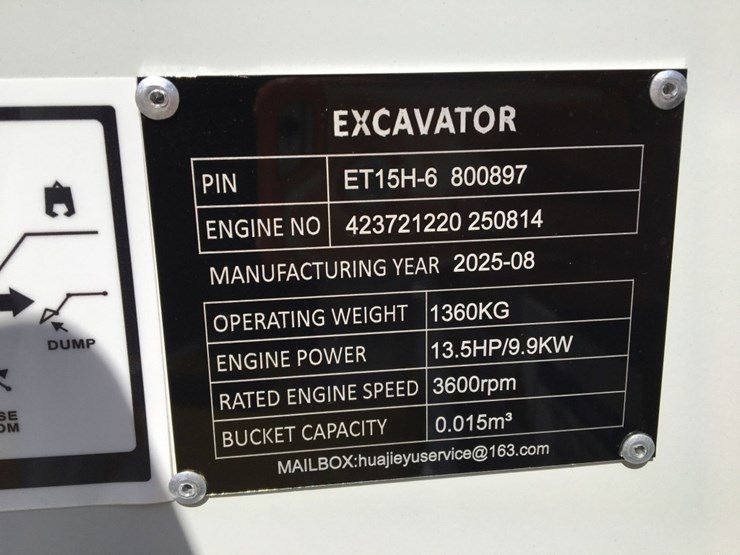 EXCAVATOR
PIN ET15H-6 800897
ENGINE NO 423721220 250814
MANUFACTURING YEAR 2025-08
OPERATING WEIGHT 1360KG
ENGINE POWER 13.5HP/9.9KW
RATED ENGINE SPEED 3600rpm
BUCKET CAPACITY 0.015m³
MAILBOX:huajieyuservice@163.com
DUMP